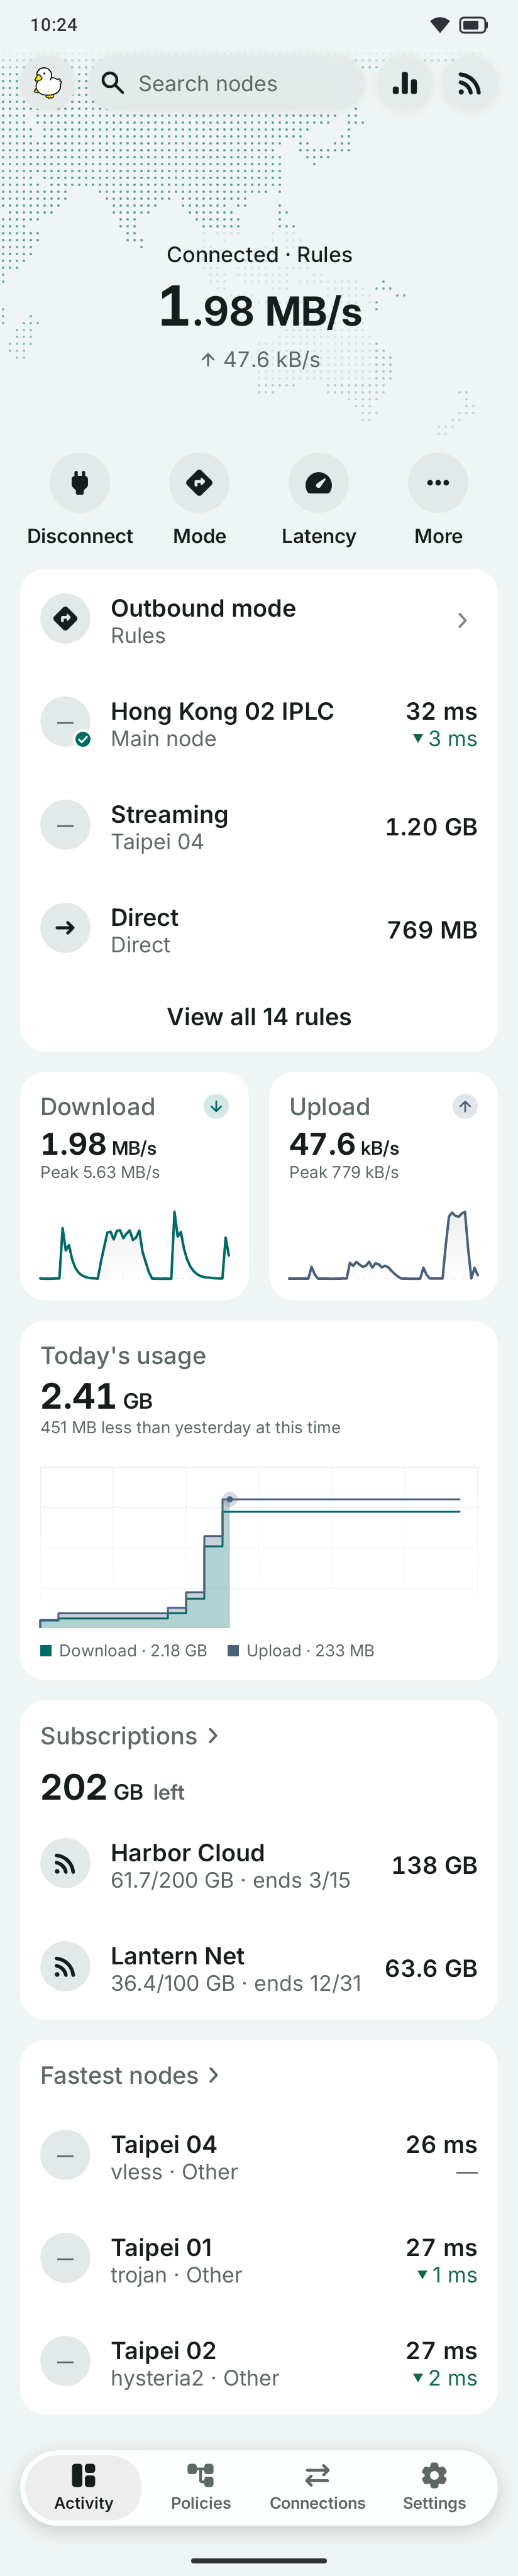 10:24
Search nodes
Connected · Rules
1.98 MB/s
↑ 47.6 kB/s
Disconnect
Mode
Latency
More
Outbound mode
Rules
Hong Kong 02 IPLC
32 ms
Main node
▼3 ms
Streaming
1.20 GB
Taipei 04
Direct
769 MB
Direct
View all 14 rules
Download
1.98 MB/s
Peak 5.63 MB/s
Upload
47.6 kB/s
Peak 779 kB/s
Today's usage
2.41 GB
451 MB less than yesterday at this time
Download · 2.18 GB
Upload · 233 MB
Subscriptions
202 GB left
Harbor Cloud
138 GB
61.7/200 GB · ends 3/15
Lantern Net
63.6 GB
36.4/100 GB · ends 12/31
Fastest nodes
Taipei 04
26 ms
vless · Other
—
Taipei 01
27 ms
trojan · Other
▼1 ms
Taipei 02
27 ms
hysteria2 · Other
▼2 ms
Activity
Policies
Connections
Settings